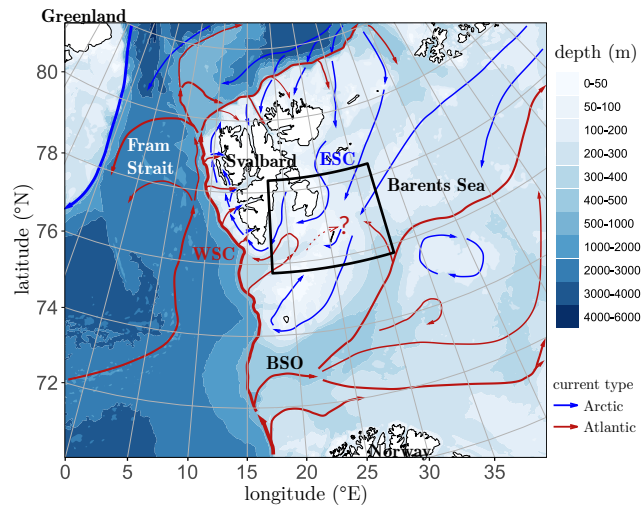 Greenland
80
78
76
74
72
latitude (°N)
Fram
Strait
Svalbard
ESC
Barents Sea
?
WSC
BSO
Norway
0
5
10
15
20
25
30
35
longitude (°E)
depth (m)
0-50
50-100
100-200
200-300
300-400
400-500
500-1000
1000-2000
2000-3000
3000-4000
4000-6000
current type
Arctic
Atlantic